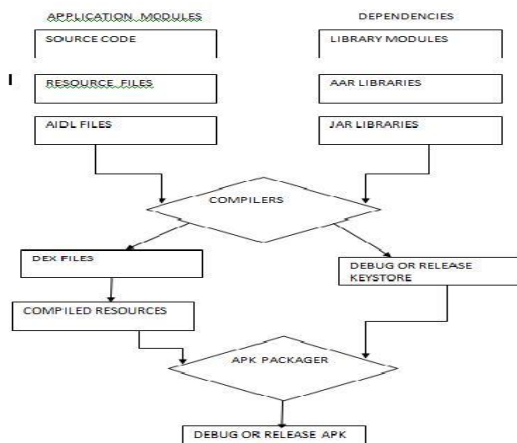 APPLICATION MODULES
SOURCE CODE
RESOURCE FILES
AIDL FILES
DEPENDENCIES
LIBRARY MODULES
AAR LIBRARIES
JAR LIBRARIES
COMPILERS
DEX FILES
COMPILED RESOURCES
DEBUG OR RELEASE
KEYSTORE
APK PACKAGER
DEBUG OR RELEASE APK